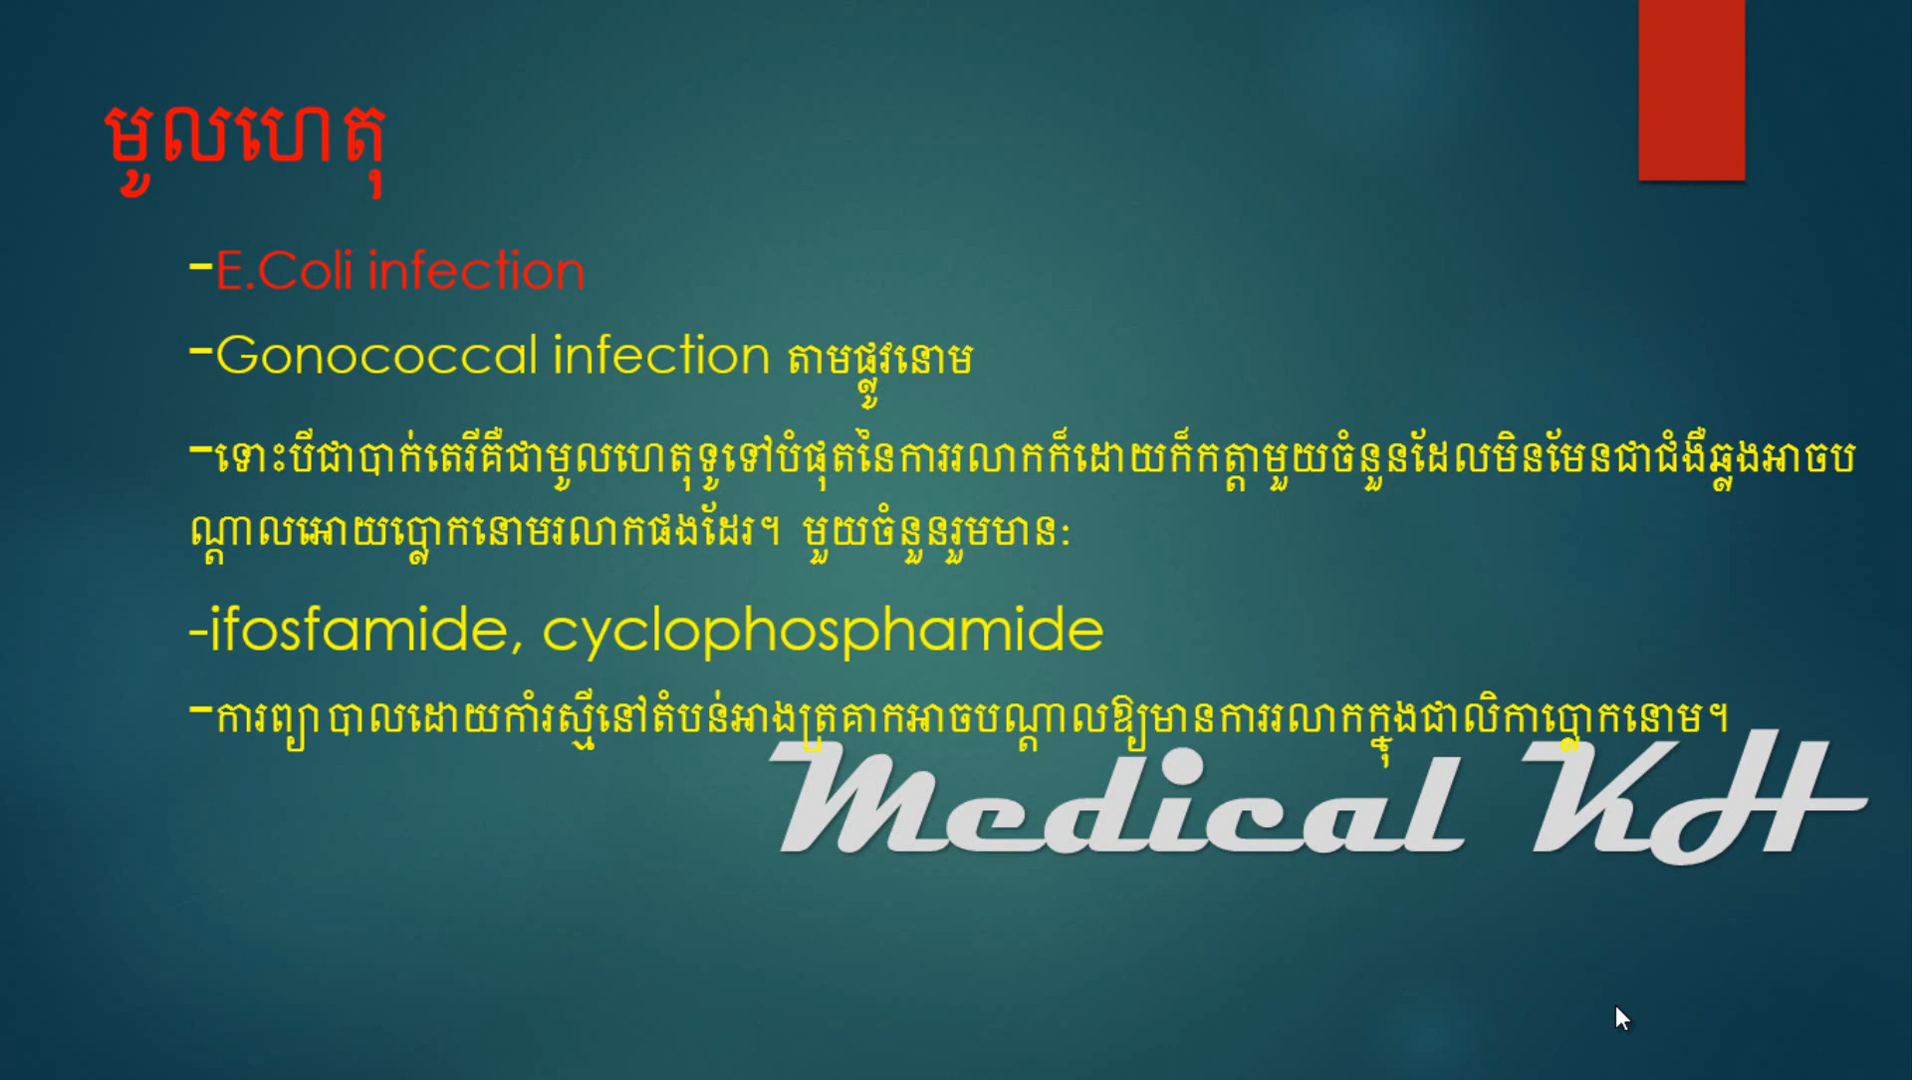 មូលហេតុ
-E.Coli infection
-Gonococcal infection តាមផ្លូវនោម
-ទោះបីជាបាក់តេរីគឺជាមូលហេតុទូទៅបំផុតនៃការរលាកក៏ដោយក៏កត្តាមួយចំនួនដែលមិនមែនជាជំងឺឆ្លងអាចប
ណ្តាលអោយប្លោកនោមរលាកផងដែរ។ មួយចំនួនរួមមាន:
-ifosfamide, cyclophosphamide
-ការព្យាបាលដោយកាំរស្មីនៅតំបន់អាងត្រគាកអាចបណ្តាលឱ្យមានការរលាកក្នុងជាលិកាប្លោកនោម។
Medical KH